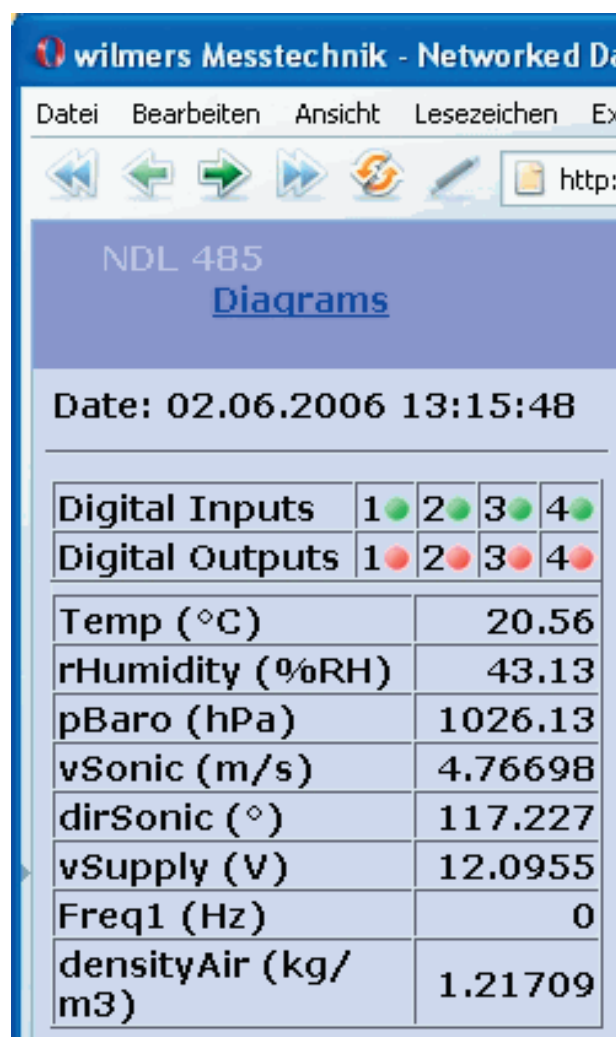 wilmers Messtechnik - Networked
Datei Bearbeiten Ansicht Lesezeichen
http:
NDL 485
Diagrams
Date: 02.06.2006 13:15:48
Digital Inputs 1 2 3 4
Digital Outputs 1 2 3 4
Temp (°C) 20.56
rHumidity (%RH) 43.13
pBaro (hPa) 1026.13
vSonic (m/s) 4.76698
dirSonic (°) 117.227
vSupply (V) 12.0955
Freq1 (Hz) 0
densityAir (kg/
m3) 1.21709